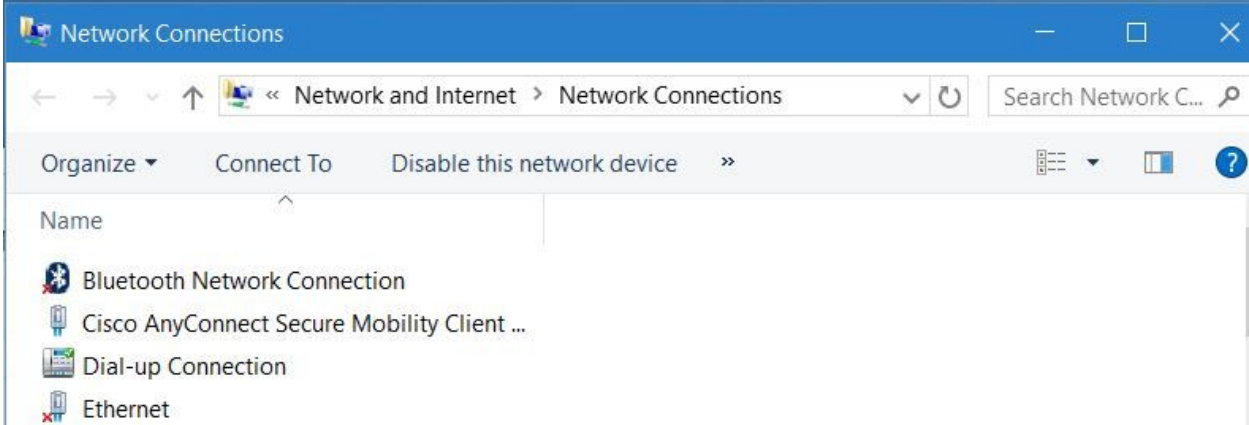 Network Connections
« Network and Internet > Network Connections Search Network C...
Organize Connect To Disable this network device »
Name
Bluetooth Network Connection
Cisco AnyConnect Secure Mobility Client ...
Dial-up Connection
Ethernet